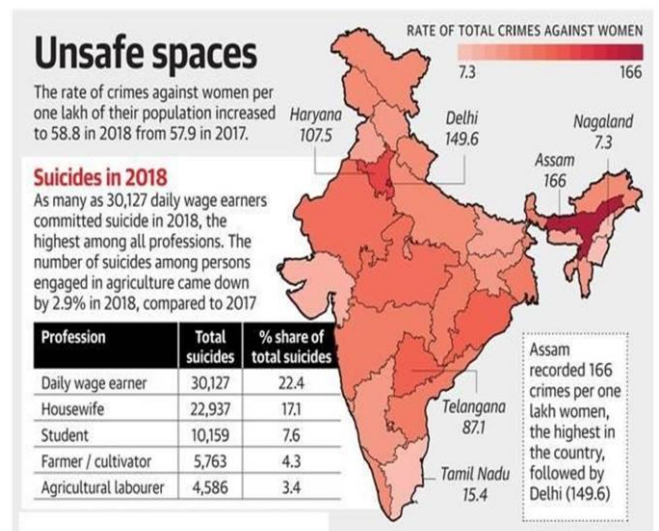 Unsafe spaces
The rate of crimes against women per
one lakh of their population increased
to 58.8 in 2018 from 57.9 in 2017.
RATE OF TOTAL CRIMES AGAINST WOMEN
7.3 166
Haryana
107.5
Delhi
149.6
Nagaland
7.3
Assam
166
Suicides in 2018
As many as 30,127 daily wage earners
committed suicide in 2018, the
highest among all professions. The
number of suicides among persons
engaged in agriculture came down
by 2.9% in 2018, compared to 2017
Profession Total suicides % share of total suicides
Daily wage earner 30,127 22.4
Housewife 22,937 17.1
Student 10,159 7.6
Farmer / cultivator 5,763 4.3
Agricultural labourer 4,586 3.4
Telangana
87.1
Tamil Nadu
15.4
Assam
recorded 166
crimes per one
lakh women,
the highest in
the country,
followed by
Delhi (149.6)